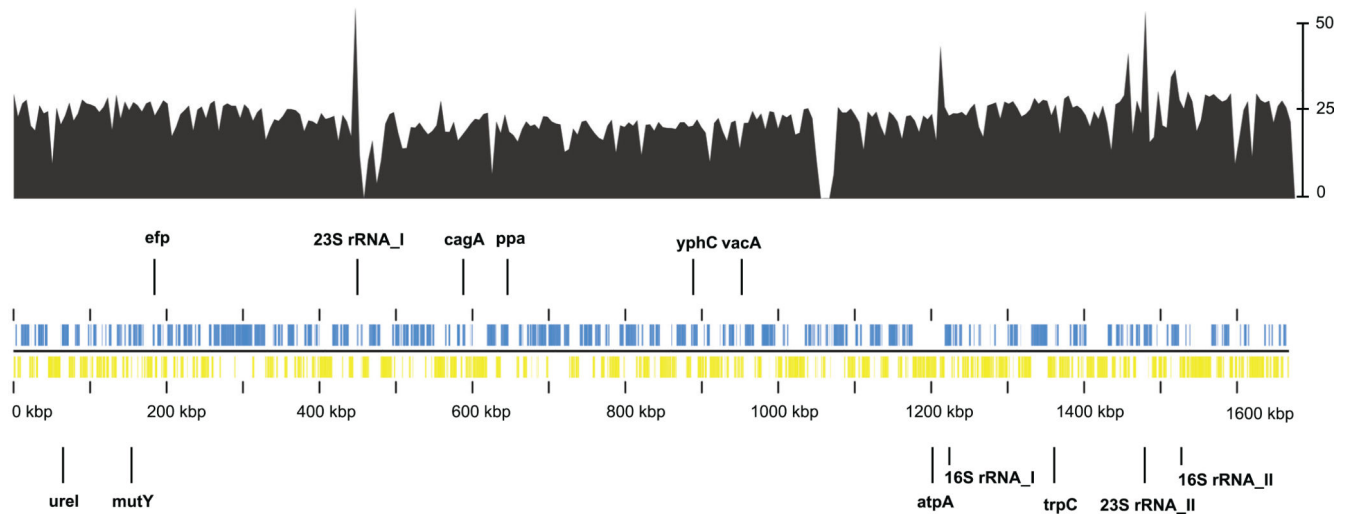 50
25
0
efp
23S rRNA_I
cagA
ppa
yphC
vacA
0 kbp
200 kbp
400 kbp
600 kbp
800 kbp
1000 kbp
1200 kbp
1400 kbp
1600 kbp
ureI
mutY
atpA
16S rRNA_I
trpC
23S rRNA_II
16S rRNA_II